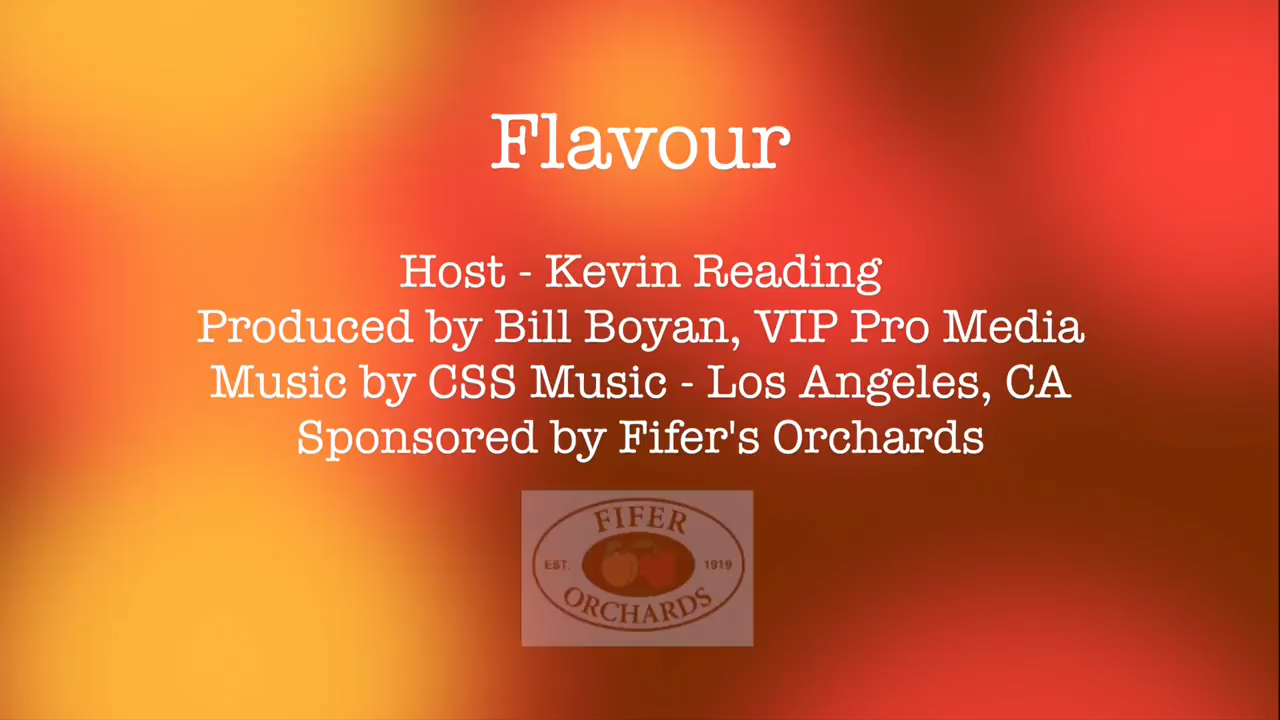 Flavour
Host - Kevin Reading
Produced by Bill Boyan, VIP Pro Media
Music by CSS Music - Los Angeles, CA
Sponsored by Fifer's Orchards
FIFER
EST. 1919
ORCHARDS